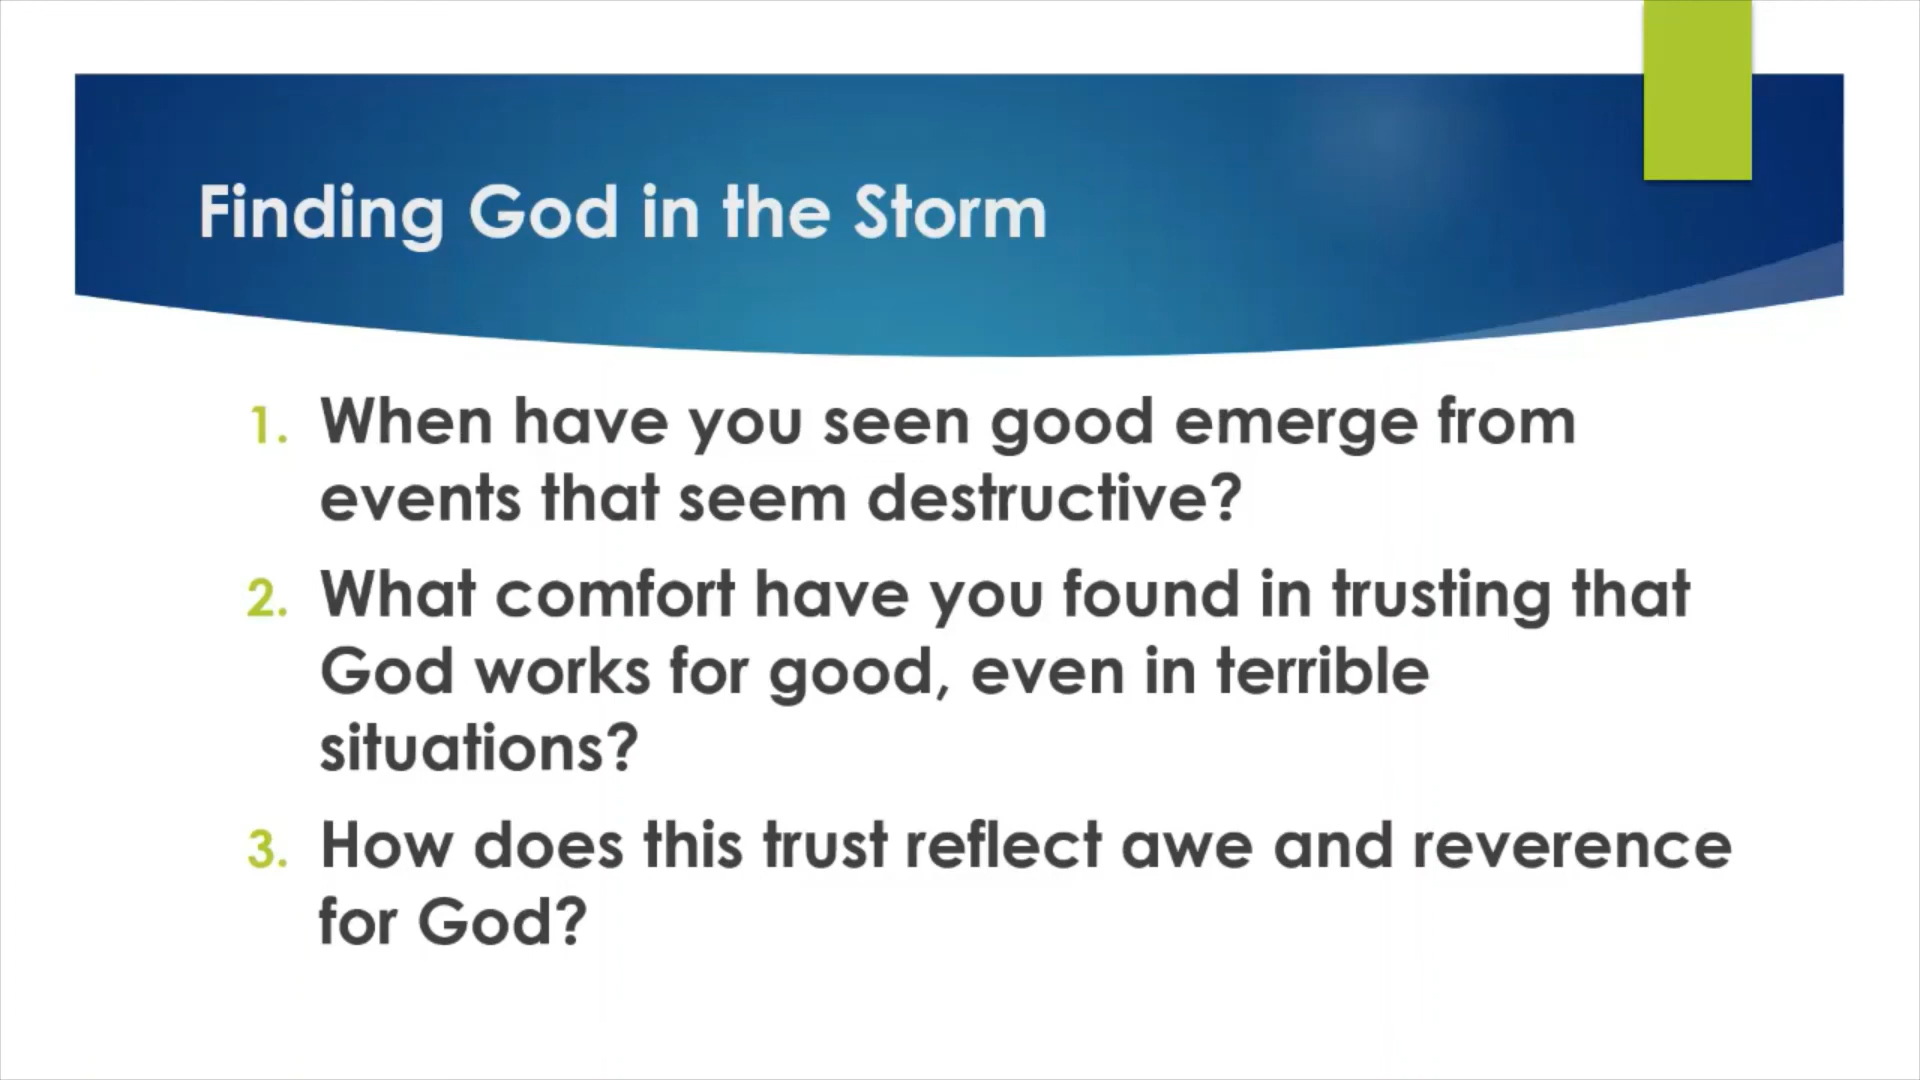 Finding God in the Storm
1. When have you seen good emerge from
events that seem destructive?
2. What comfort have you found in trusting that
God works for good, even in terrible
situations?
3. How does this trust reflect awe and reverence
for God?